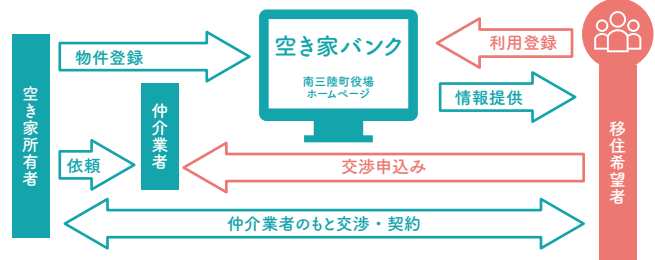 空き家バンク
南三陸町役場
ホームページ
物件登録
利用登録
情報提供
空き家所有者
仲介業者
移住希望者
依頼
交渉申込み
仲介業者のもと交渉・契約